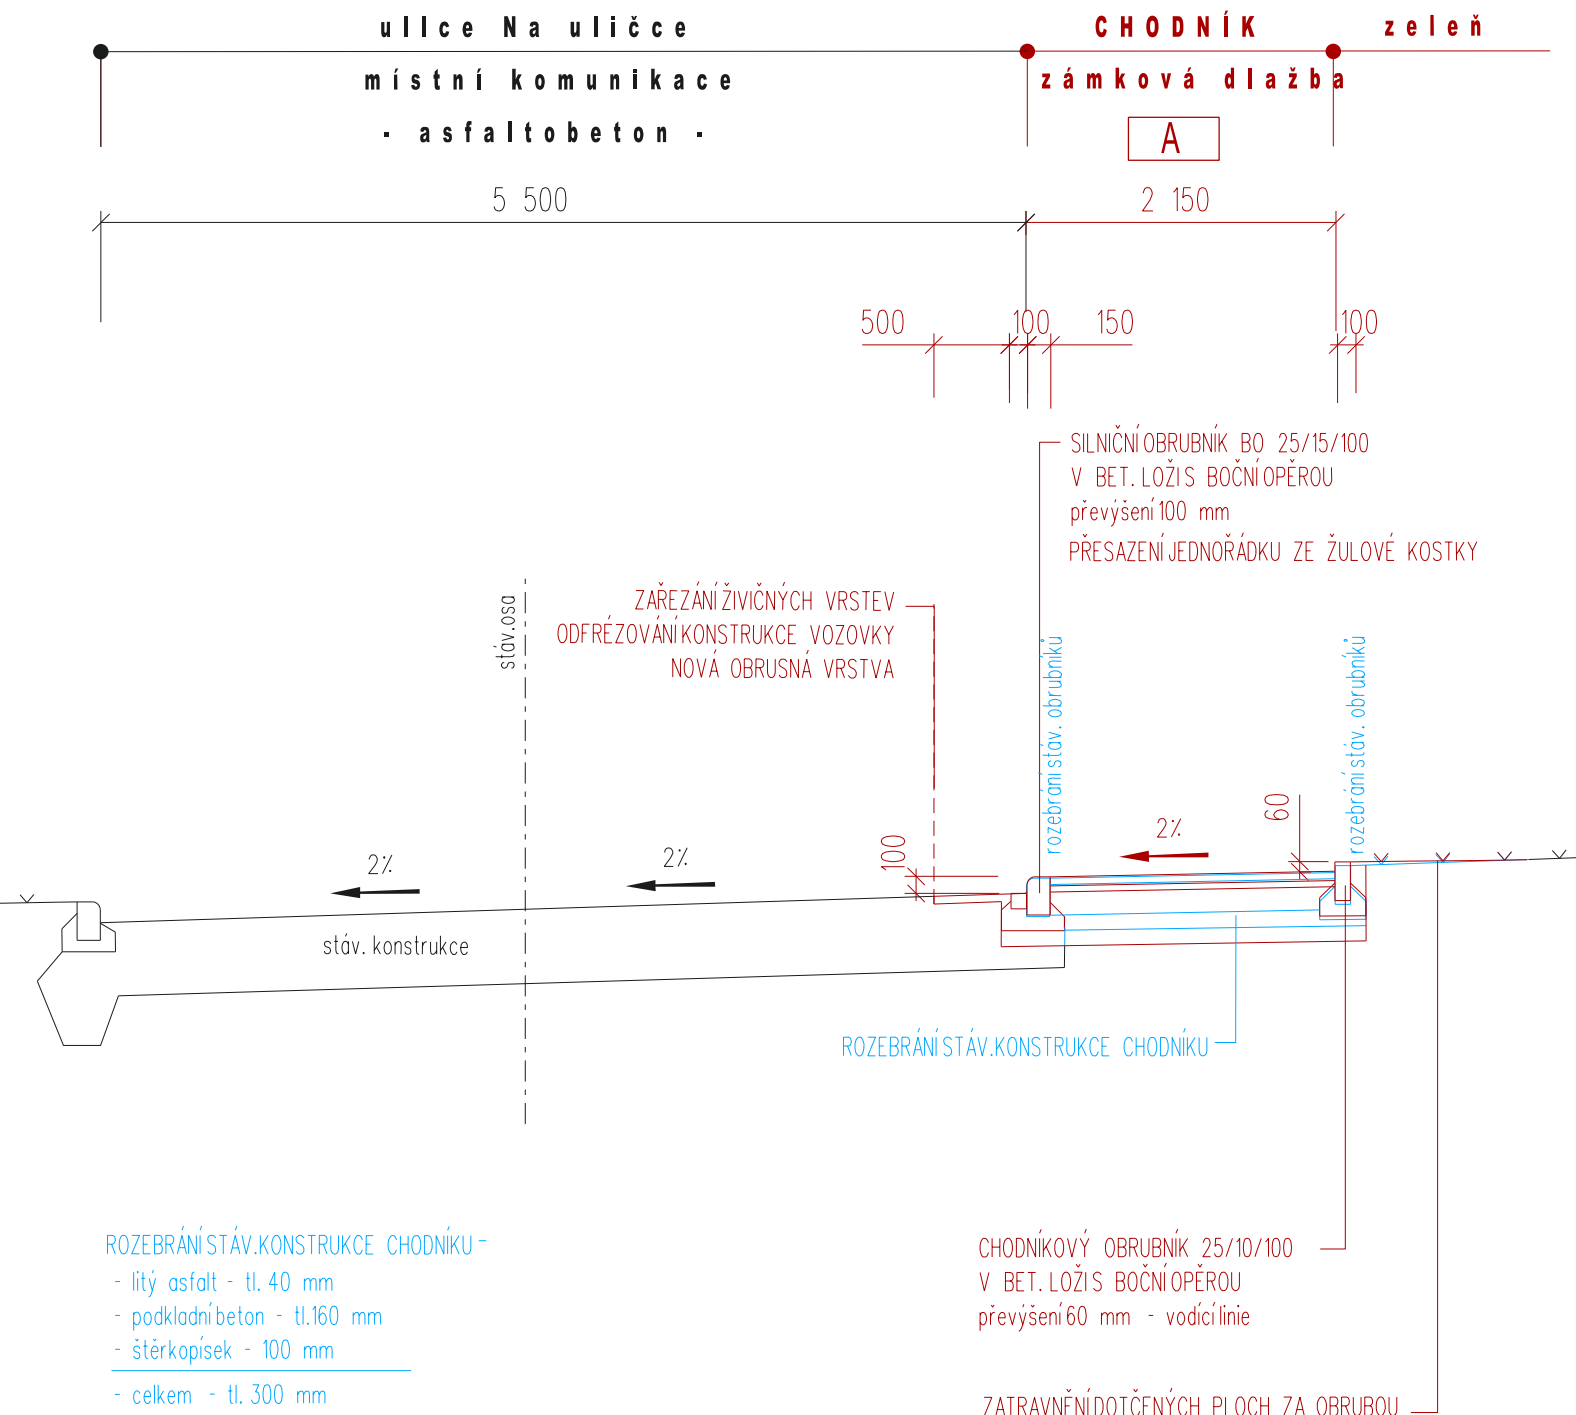 ulice Na uličce
CHODNÍK
zeleň
místní komunikace
zámková dlažba
- asfaltobeton -
A
5 500
2 150
500
100
150
100
SILNIČNÍ OBRUBNÍK BO 25/15/100
V BET. LOŽI S BOČNÍ OPĚROU
převýšení 100 mm
PŘESAZENÍ JEDNOŘÁDKU ZE ŽULOVÉ KOSTKY
ZAŘEZÁNÍ ŽIVIČNÝCH VRSTEV
ODFRÉZOVÁNÍ KONSTRUKCE VOZOVKY
NOVÁ OBRUSNÁ VRSTVA
stáv.osa
rozebrání stáv. obrubníků
rozebrání stáv. obrubníků
60
100
2%
2%
2%
stáv. konstrukce
ROZEBRÁNÍ STÁV.KONSTRUKCE CHODNÍKU
ROZEBRÁNÍ STÁV.KONSTRUKCE CHODNÍKU -
- litý asfalt - tl. 40 mm
- podkladní beton - tl.160 mm
- štěrkopísek - 100 mm
- celkem - tl. 300 mm
CHODNÍKOVÝ OBRUBNÍK 25/10/100
V BET. LOŽI S BOČNÍ OPĚROU
převýšení 60 mm - vodící linie
ZATRAVNĚNÍ DOTČENÝCH PLOCH ZA OBRUBOU